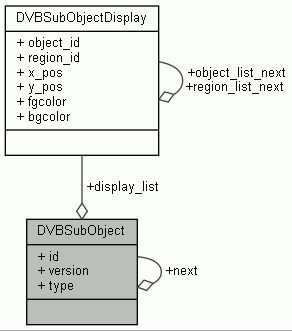 DVBSubObjectDisplay
+ object_id
+ region_id
+ x_pos
+ y_pos
+ fgcolor
+ bgcolor
+object_list_next
+region_list_next
+display_list
DVBSubObject
+ id
+ version
+ type
+next